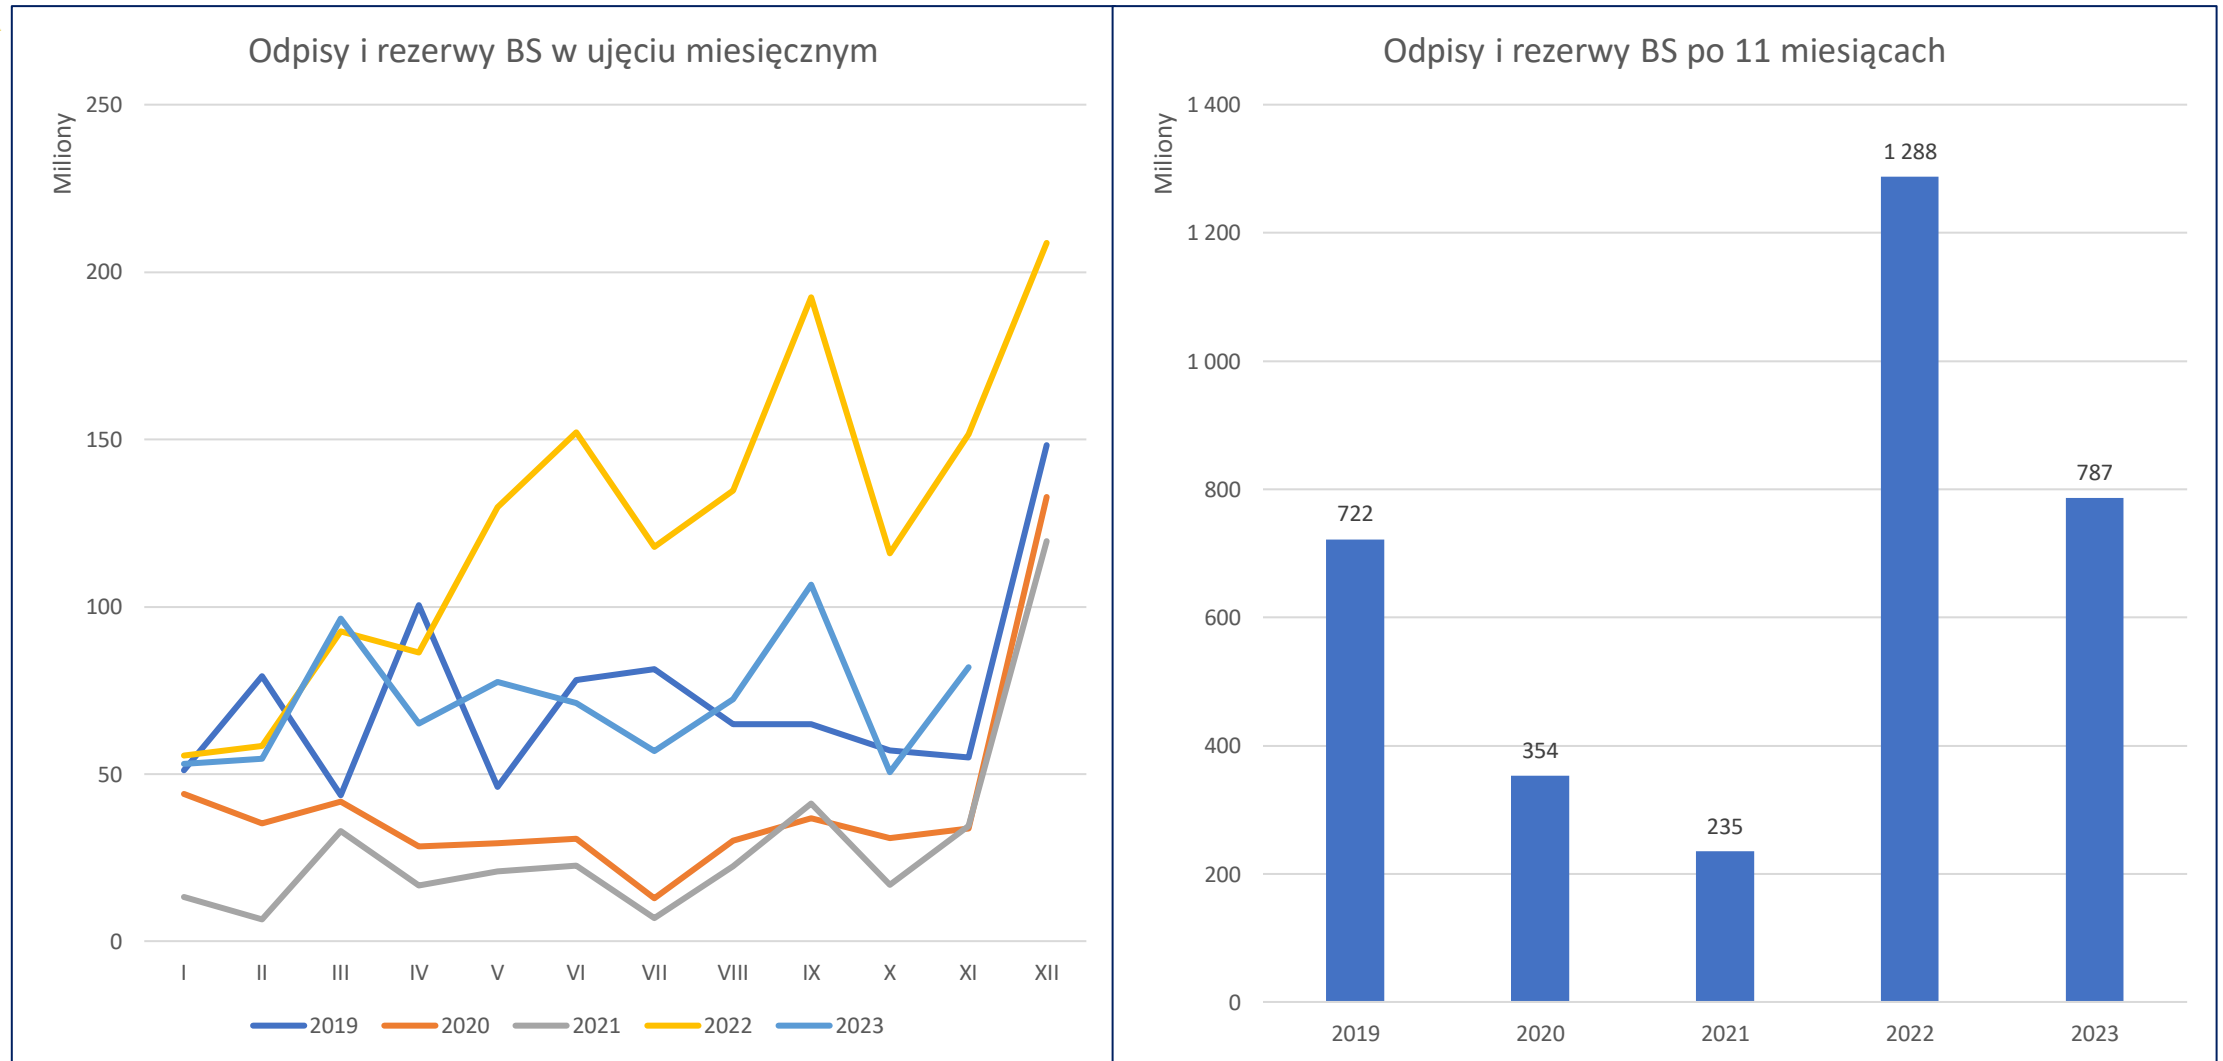 Odpisy i rezerwy BS w ujęciu miesięcznym
Miliony
250
200
150
100
50
0
I II III IV V VI VII VIII IX X XI XII
2019 2020 2021 2022 2023
Odpisy i rezerwy BS po 11 miesiącach
Miliony
1 400
1 200
1 000
800
600
400
200
0
722
354
235
1 288
787
2019 2020 2021 2022 2023